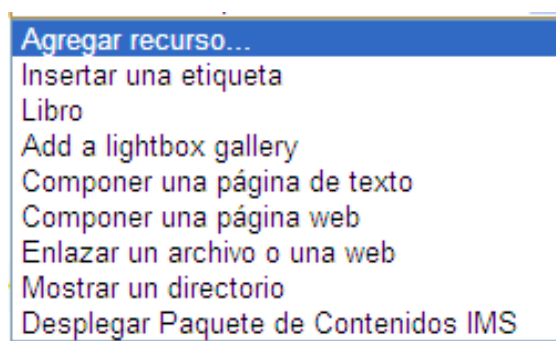 Agregar recurso...
Insertar una etiqueta
Libro
Add a lightbox gallery
Componer una página de texto
Componer una página web
Enlazar un archivo o una web
Mostrar un directorio
Desplegar Paquete de Contenidos IMS